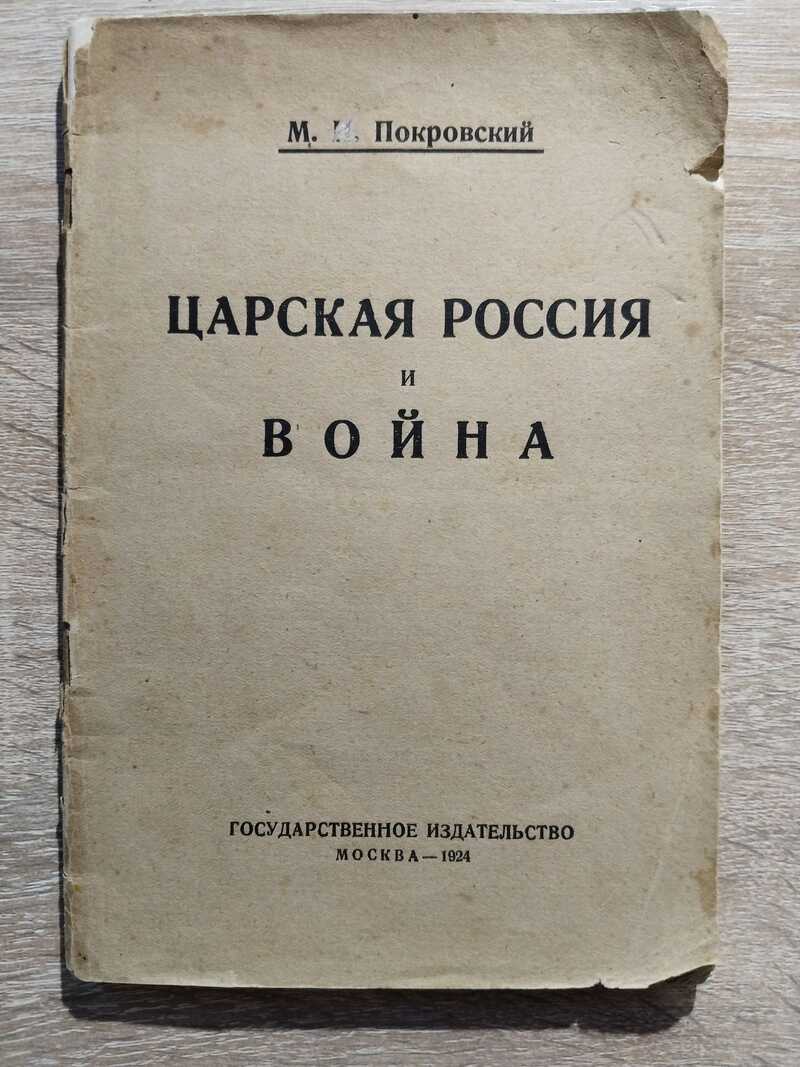 М. Н. Покровский
ЦАРСКАЯ РОССИЯ
И
ВОЙНА
ГОСУДАРСТВЕННОЕ ИЗДАТЕЛЬСТВО
МОСКВА — 1924